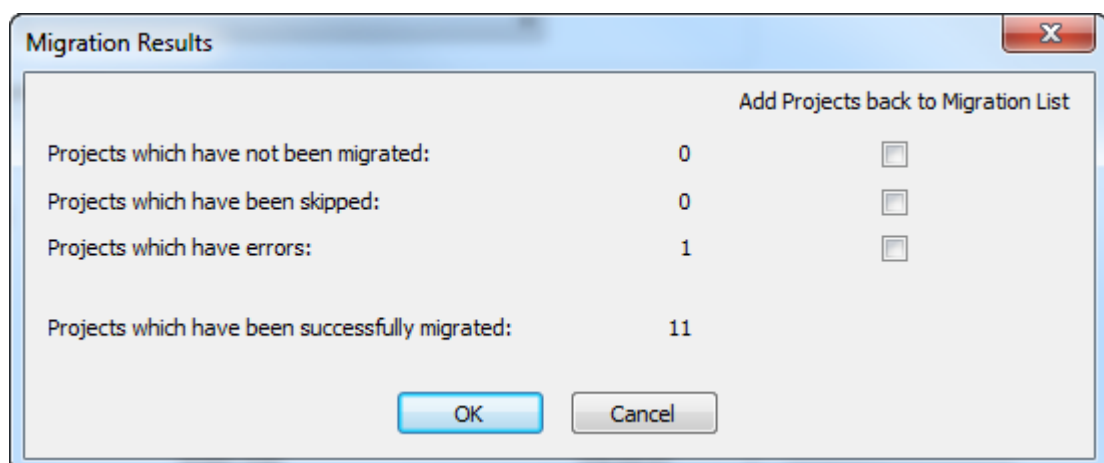 Migration Results
Add Projects back to Migration List
Projects which have not been migrated: 0
Projects which have been skipped: 0
Projects which have errors: 1
Projects which have been successfully migrated: 11
OK Cancel